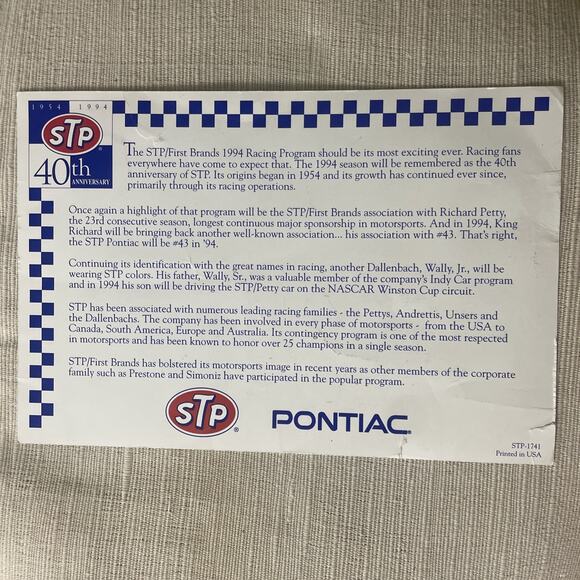 1954 1994
STP
40th
ANNIVERSARY
The STP/First Brands 1994 Racing Program should be its most exciting ever. Racing fans
everywhere have come to expect that. The 1994 season will be remembered as the 40th
anniversary of STP. Its origins began in 1954 and its growth has continued ever since,
primarily through its racing operations.
Once again a highlight of that program will be the STP/First Brands association with Richard Petty,
the 23rd consecutive season, longest continuous major sponsorship in motorsports. And in 1994, King
Richard will be bringing back another well-known association... his association with #43. That's right,
the STP Pontiac will be #43 in '94.
Continuing its identification with the great names in racing, another Dallenbach, Wally, Jr., will be
wearing STP colors. His father, Wally, Sr., was a valuable member of the company's Indy Car program
and in 1994 his son will be driving the STP/Petty car on the NASCAR Winston Cup circuit.
STP has been associated with numerous leading racing families - the Pettys, Andrettis, Unsers and
the Dallenbachs. The company has been involved in every phase of motorsports - from the USA to
Canada, South America, Europe and Australia. Its contingency program is one of the most respected
in motorsports and has been known to honor over 25 champions in a single season.
STP/First Brands has bolstered its motorsports image in recent years as other members of the corporate
family such as Prestone and Simoniz have participated in the popular program.
STP® PONTIAC®
STP-1741
Printed in USA